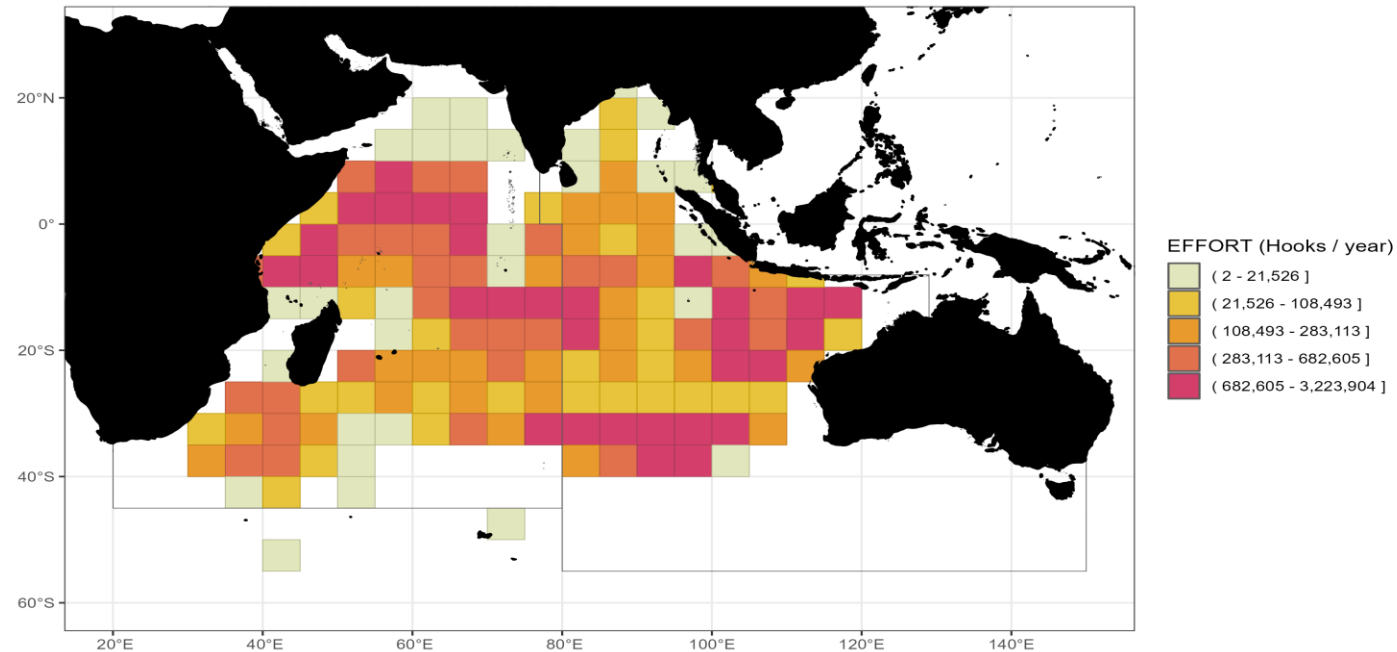 20°N
0°
20°S
40°S
60°S
20°E
40°E
60°E
80°E
100°E
120°E
140°E
EFFORT (Hooks / year)
( 2 - 21,526 ]
( 21,526 - 108,493 ]
( 108,493 - 283,113 ]
( 283,113 - 682,605 ]
( 682,605 - 3,223,904 ]